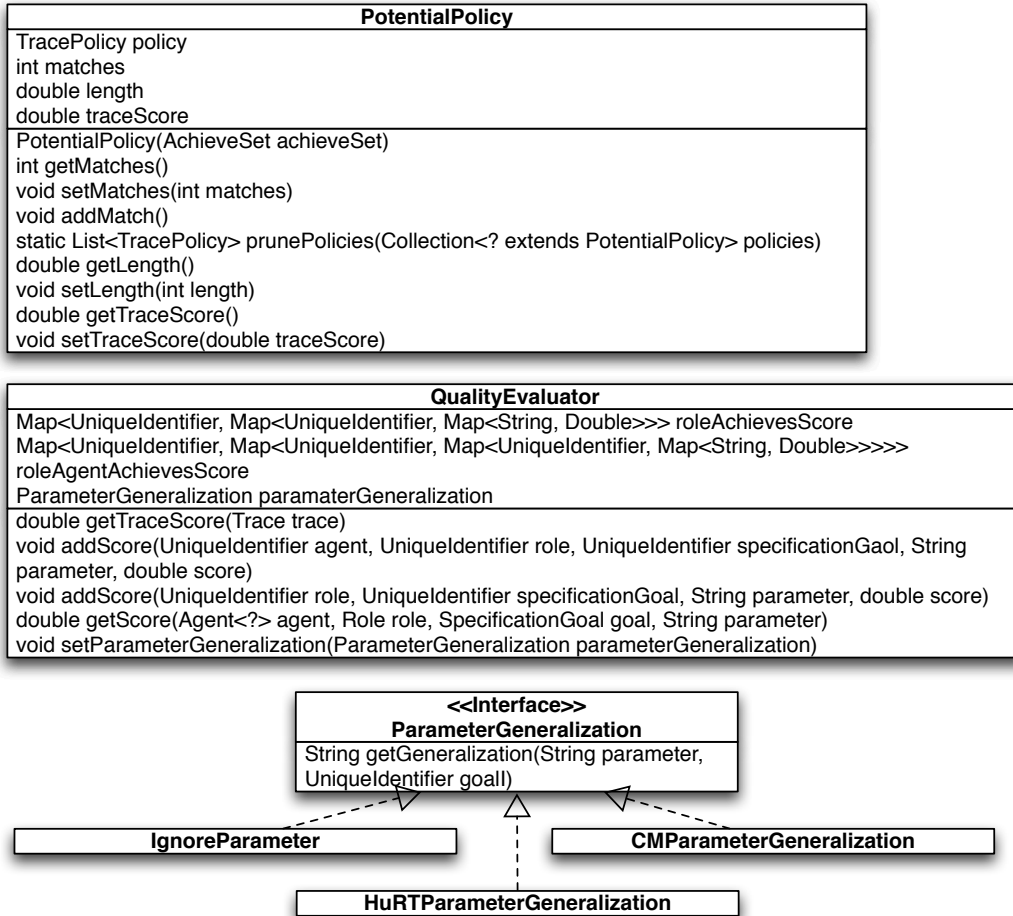 PotentialPolicy
TracePolicy policy
int matches
double length
double traceScore
PotentialPolicy(AchieveSet achieveSet)
int getMatches()
void setMatches(int matches)
void addMatch()
static List<TracePolicy> prunePolicies(Collection<? extends PotentialPolicy> policies)
double getLength()
void setLength(int length)
double getTraceScore()
void setTraceScore(double traceScore)
QualityEvaluator
Map<UniqueIdentifier, Map<UniqueIdentifier, Map<String, Double>>> roleAchievesScore
Map<UniqueIdentifier, Map<UniqueIdentifier, Map<UniqueIdentifier, Map<String, Double>>>>>
roleAgentAchievesScore
ParameterGeneralization paramaterGeneralization
double getTraceScore(Trace trace)
void addScore(UniqueIdentifier agent, UniqueIdentifier role, UniqueIdentifier specificationGaol, String
parameter, double score)
void addScore(UniqueIdentifier role, UniqueIdentifier specificationGoal, String parameter, double score)
double getScore(Agent<?> agent, Role role, SpecificationGoal goal, String parameter)
void setParameterGeneralization(ParameterGeneralization parameterGeneralization)
<<Interface>>
ParameterGeneralization
String getGeneralization(String parameter,
UniqueIdentifier goalI)
IgnoreParameter
CMParameterGeneralization
HuRTParameterGeneralization